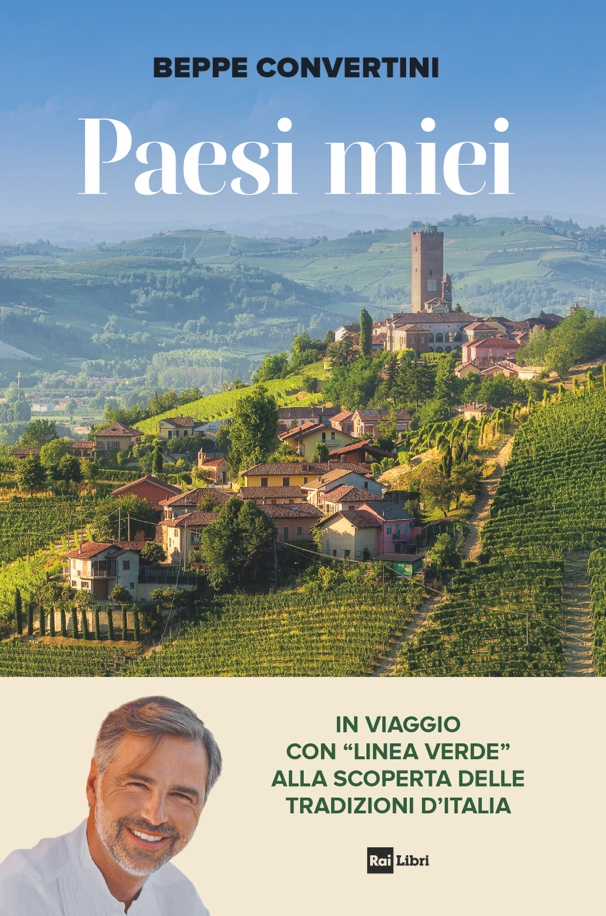 BEPPE CONVERTINI
Paesi miei
IN VIAGGIO
CON “LINEA VERDE”
ALLA SCOPERTA DELLE
TRADIZIONI D’ITALIA
Rai Libri